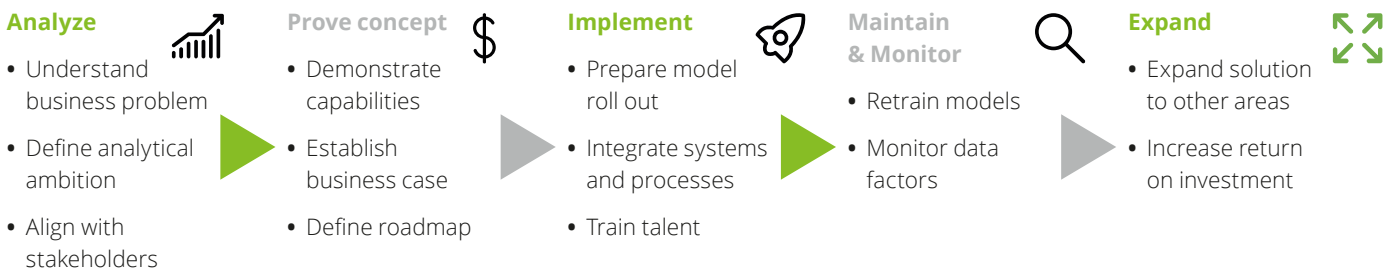 Analyze
• Understand
business problem
• Define analytical
ambition
• Align with
stakeholders
Prove concept
$
• Demonstrate
capabilities
• Establish
business case
• Define roadmap
Implement
• Prepare model
roll out
• Integrate systems
and processes
• Train talent
Maintain
& Monitor
• Retrain models
• Monitor data
factors
Expand
• Expand solution
to other areas
• Increase return
on investment